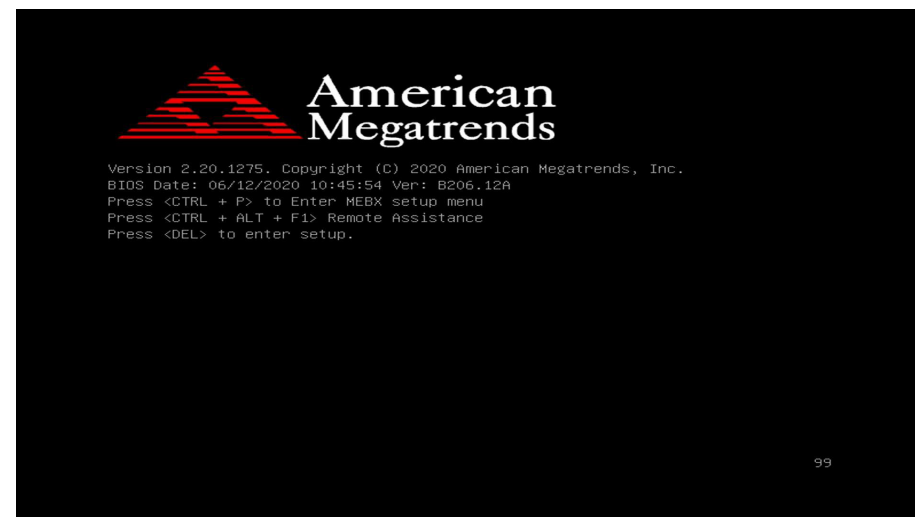 American
Megatrends
Version 2.20.1275. Copyright (C) 2020 American Megatrends, Inc.
BIOS Date: 06/12/2020 10:45:54 Ver: B206.12A
Press <CTRL + P> to Enter MEBX setup menu
Press <CTRL + ALT + F1> Remote Assistance
Press <DEL> to enter setup.
99